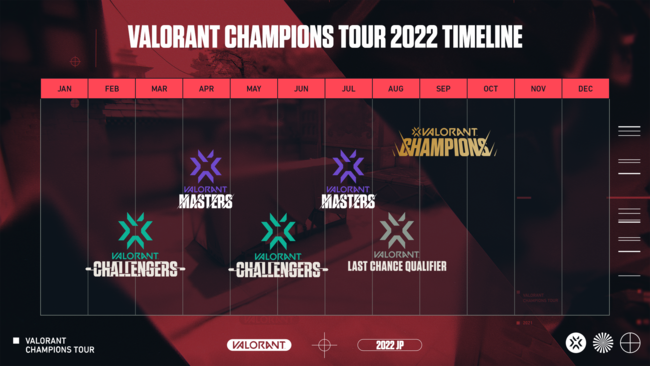 VALORANT CHAMPIONS TOUR 2022 TIMELINE
JAN FEB MAR APR MAY JUN JUL AUG SEP OCT NOV DEC
VALORANT
CHAMPIONS
VALORANT
MASTERS
VALORANT
MASTERS
VALORANT
CHALLENGERS
VALORANT
CHALLENGERS
VALORANT
LAST CHANCE QUALIFIER
VALORANT
CHAMPIONS TOUR
VALORANT
2022 JP